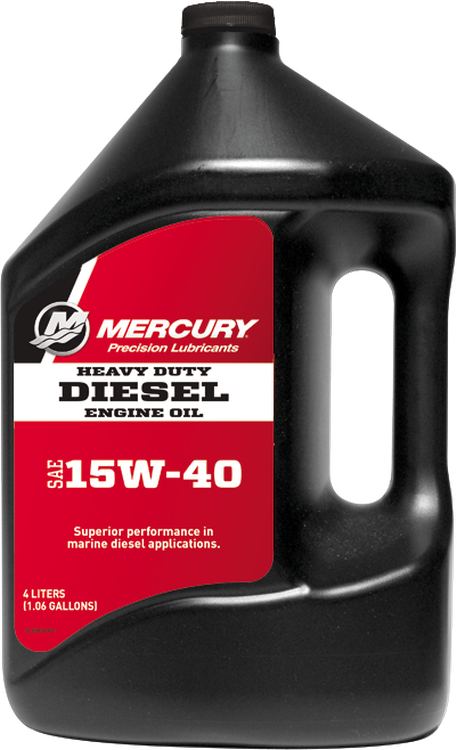 M
MERCURY
Precision Lubricants
HEAVY DUTY
DIESEL
ENGINE OIL
SAE 15W-40
Superior performance in
marine diesel applications.
4 LITERS
(1.06 GALLONS)